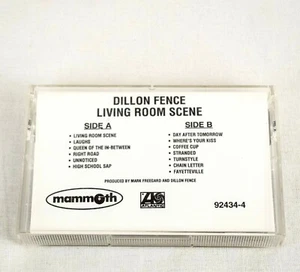 DILLON FENCE
LIVING ROOM SCENE
SIDE A
• LIVING ROOM SCENE
• LAUGHS
• QUEEN OF THE IN-BETWEEN
• RIGHT ROAD
• UNNOTICED
• HIGH SCHOOL SAP
SIDE B
• DAY AFTER TOMORROW
• WHERE'S YOUR KISS
• COFFEE CUP
• STRANDED
• TURNSTYLE
• CHAIN LETTER
• FAYETTEVILLE
PRODUCED BY MARK FREEGARD AND DILLON FENCE
mammoth
ATLANTIC
92434-4